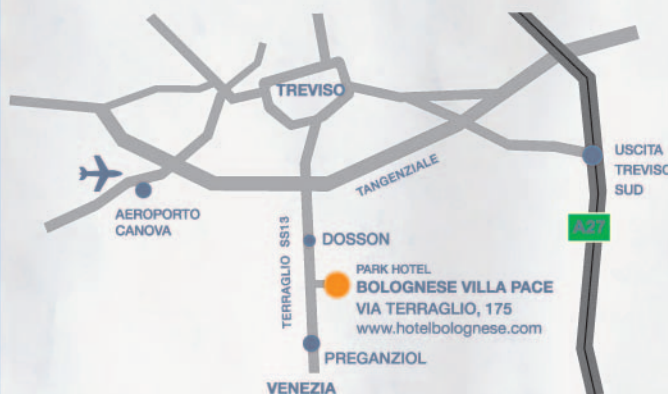 TREVISO
USCITA
TREVISO
SUD
TANGENZIALE
AEROPORTO
CANOVA
A27
TERRAGLIO SS13
DOSSON
PARK HOTEL
BOLOGNESE VILLA PACE
VIA TERRAGLIO, 175
www.hotelbolognese.com
PREGANZIOL
VENEZIA